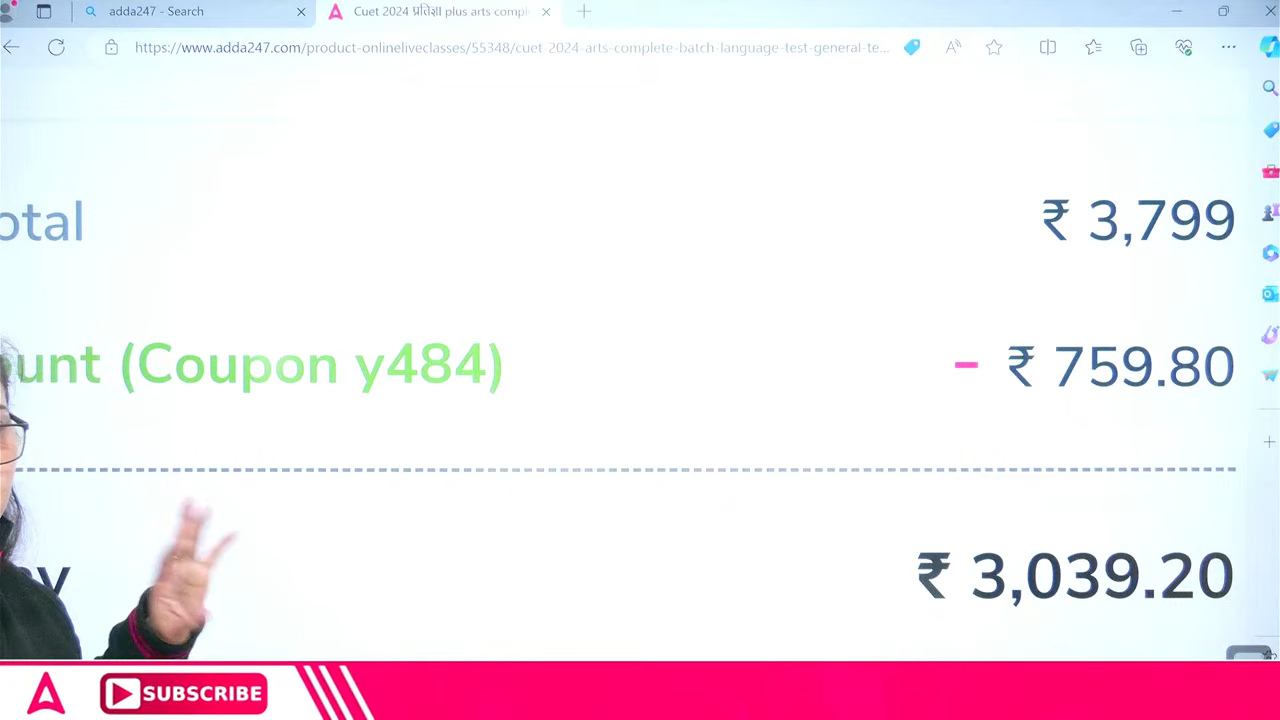 adda247 - Search
Cuet 2024 प्रतिज्ञा plus arts compl
https://www.adda247.com/product-onlineliveclasses/55348/cuet-2024-arts-complete-batch-language-test-general-te...
otal
₹ 3,799
ount (Coupon y484)
- ₹ 759.80
₹ 3,039.20
SUBSCRIBE